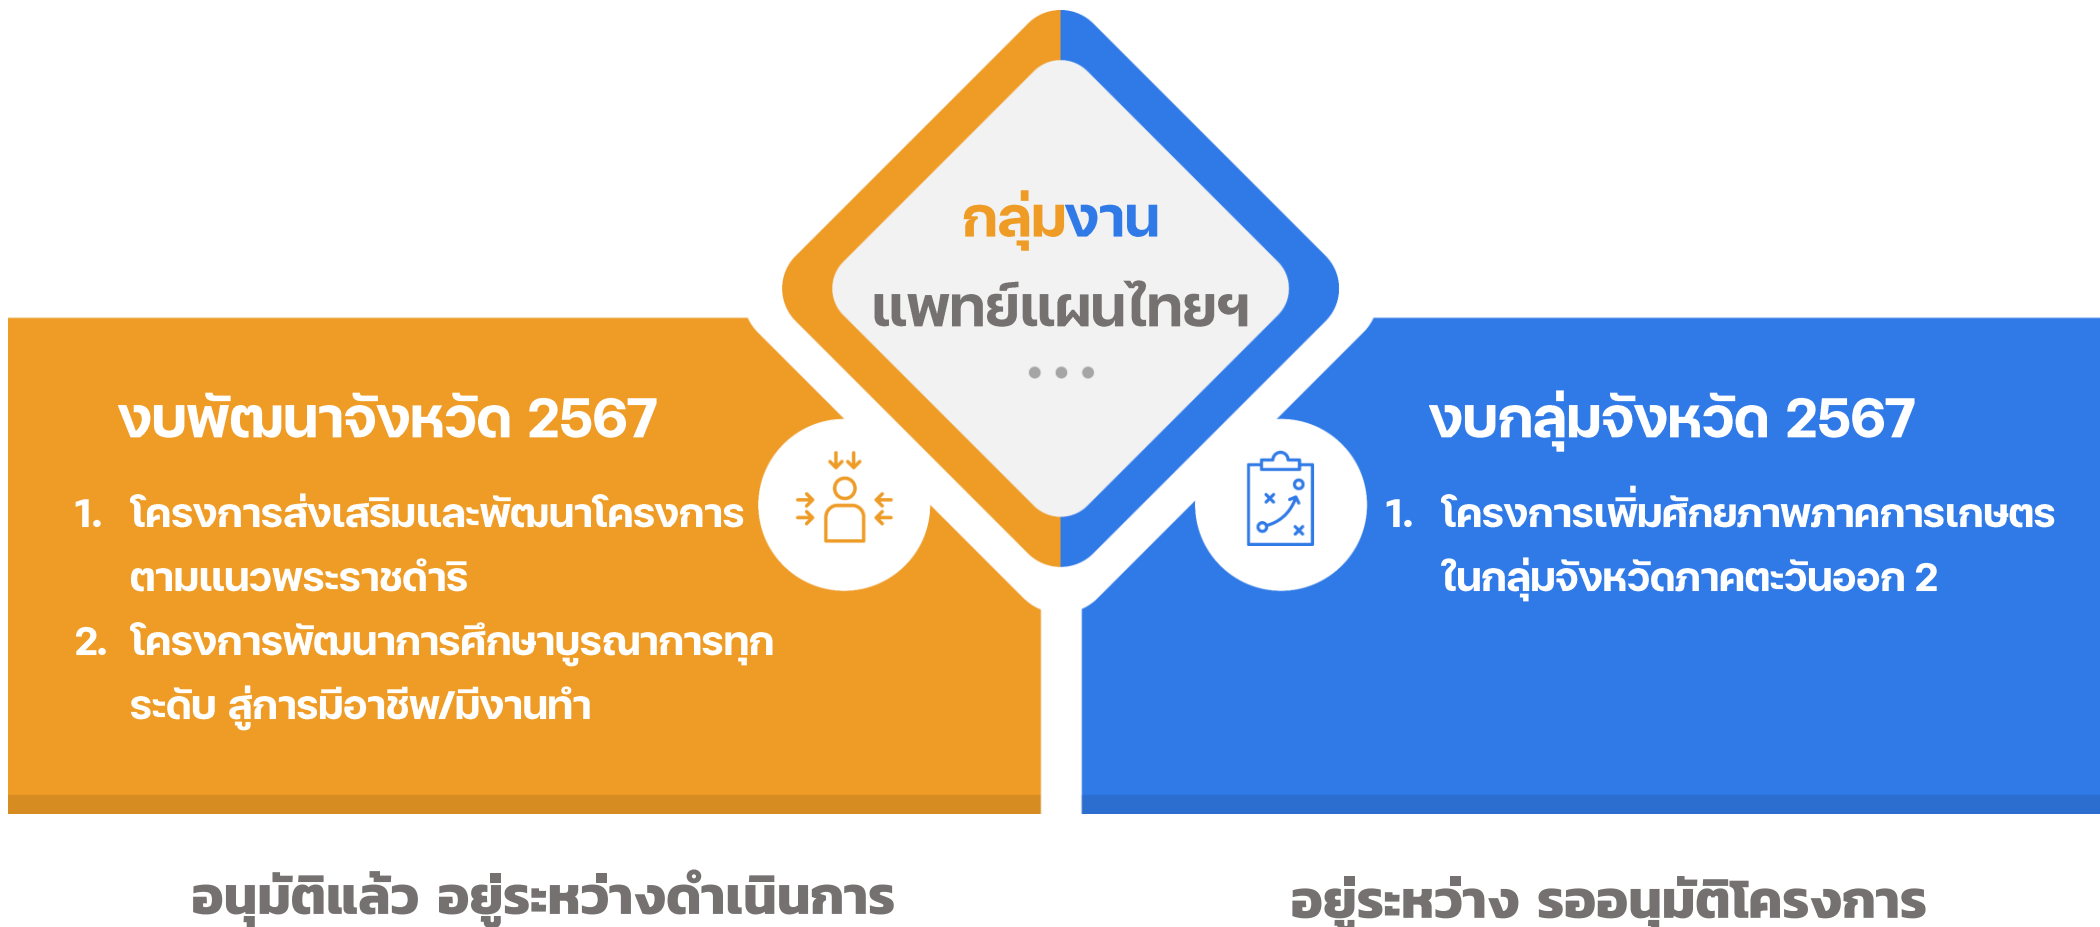 กลุ่มงาน
แพทย์แผนไทยฯ
งบพัฒนาจังหวัด 2567
1. โครงการส่งเสริมและพัฒนาโครงการ
ตามแนวพระราชดำริ
2. โครงการพัฒนาการศึกษาบูรณาการทุก
ระดับ สู่การมีอาชีพ/มีงานทำ
งบกลุ่มจังหวัด 2567
1. โครงการเพิ่มศักยภาพภาคการเกษตร
ในกลุ่มจังหวัดภาคตะวันออก 2
อนุมัติแล้ว อยู่ระหว่างดำเนินการ
อยู่ระหว่าง รออนุมัติโครงการ